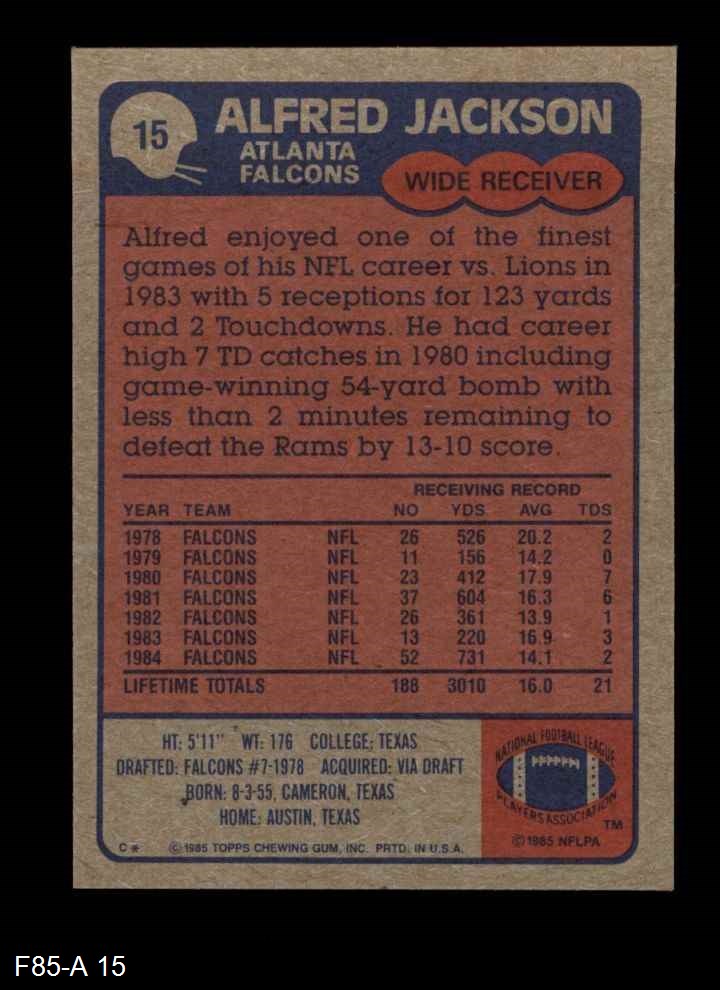 15
ALFRED JACKSON
ATLANTA
FALCONS
WIDE RECEIVER
Alfred enjoyed one of the finest
games of his NFL career vs. Lions in
1983 with 5 receptions for 123 yards
and 2 Touchdowns. He had career
high 7 TD catches in 1980 including
game-winning 54-yard bomb with
less than 2 minutes remaining to
defeat the Rams by 13-10 score.
RECEIVING RECORD
YEAR TEAM NO YDS AVG TDS
1978 FALCONS NFL 26 526 20.2 2
1979 FALCONS NFL 11 156 14.2 0
1980 FALCONS NFL 23 412 17.9 7
1981 FALCONS NFL 37 604 16.3 6
1982 FALCONS NFL 26 361 13.9 1
1983 FALCONS NFL 13 220 16.9 3
1984 FALCONS NFL 52 731 14.1 2
LIFETIME TOTALS 188 3010 16.0 21
HT: 5'11" WT: 176 COLLEGE: TEXAS
DRAFTED: FALCONS #7-1978 ACQUIRED: VIA DRAFT
BORN: 8-3-55, CAMERON, TEXAS
HOME: AUSTIN, TEXAS
C* © 1985 TOPPS CHEWING GUM, INC. PRTD. IN U.S.A.
NATIONAL FOOTBALL LEAGUE
PLAYERS ASSOCIATION
TM
© 1985 NFLPA
F85-A 15